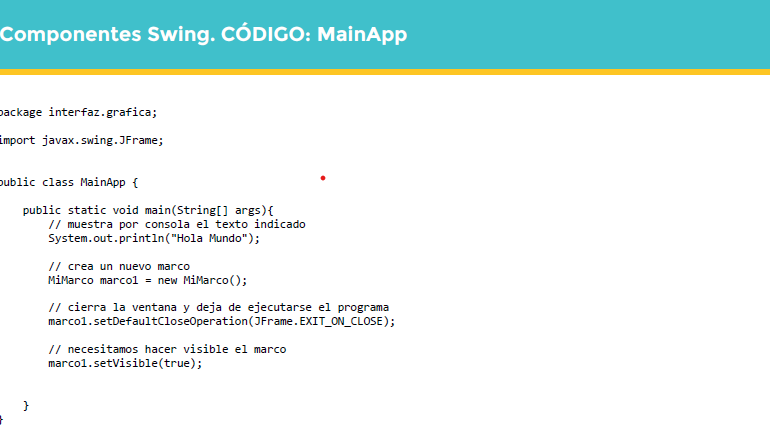 Componentes Swing. CÓDIGO: MainApp
package interfaz.grafica;
import javax.swing.JFrame;
public class MainApp {
public static void main(String[] args){
// muestra por consola el texto indicado
System.out.println("Hola Mundo");
// crea un nuevo marco
MiMarco marco1 = new MiMarco();
// cierra la ventana y deja de ejecutarse el programa
marco1.setDefaultCloseOperation(JFrame.EXIT_ON_CLOSE);
// necesitamos hacer visible el marco
marco1.setVisible(true);
}
}